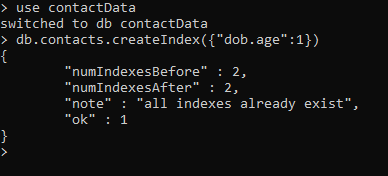 > use contactData
switched to db contactData
> db.contacts.createIndex({"dob.age":1})
{
        "numIndexesBefore" : 2,
        "numIndexesAfter" : 2,
        "note" : "all indexes already exist",
        "ok" : 1
}
>